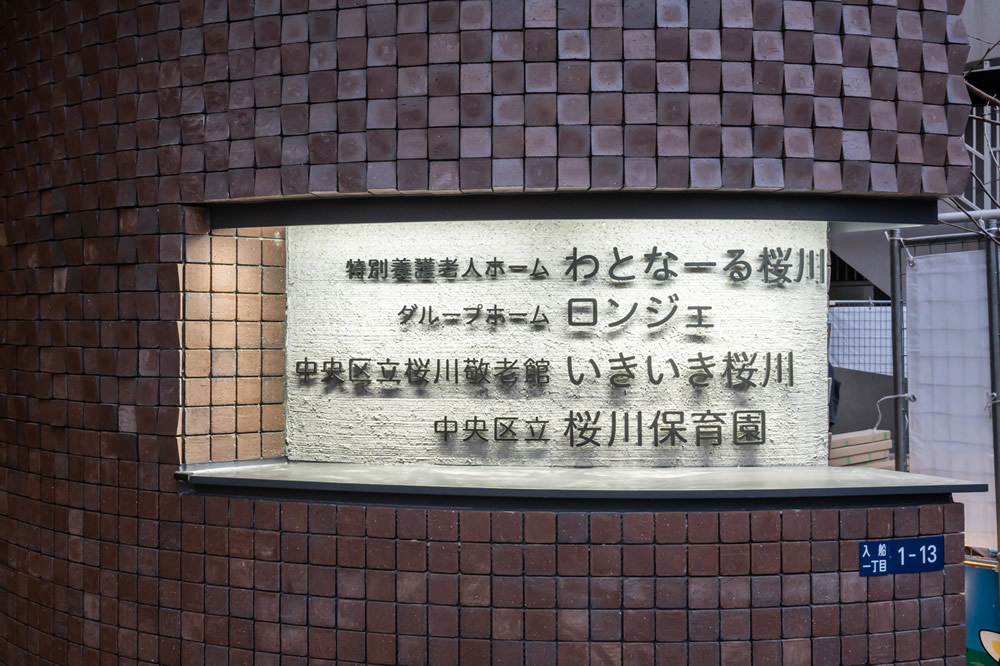 特別養護老人ホーム わとなーる桜川
グループホーム ロンジェ
中央区立桜川敬老館 いきいき桜川
中央区立 桜川保育園
入船一丁目 1-13